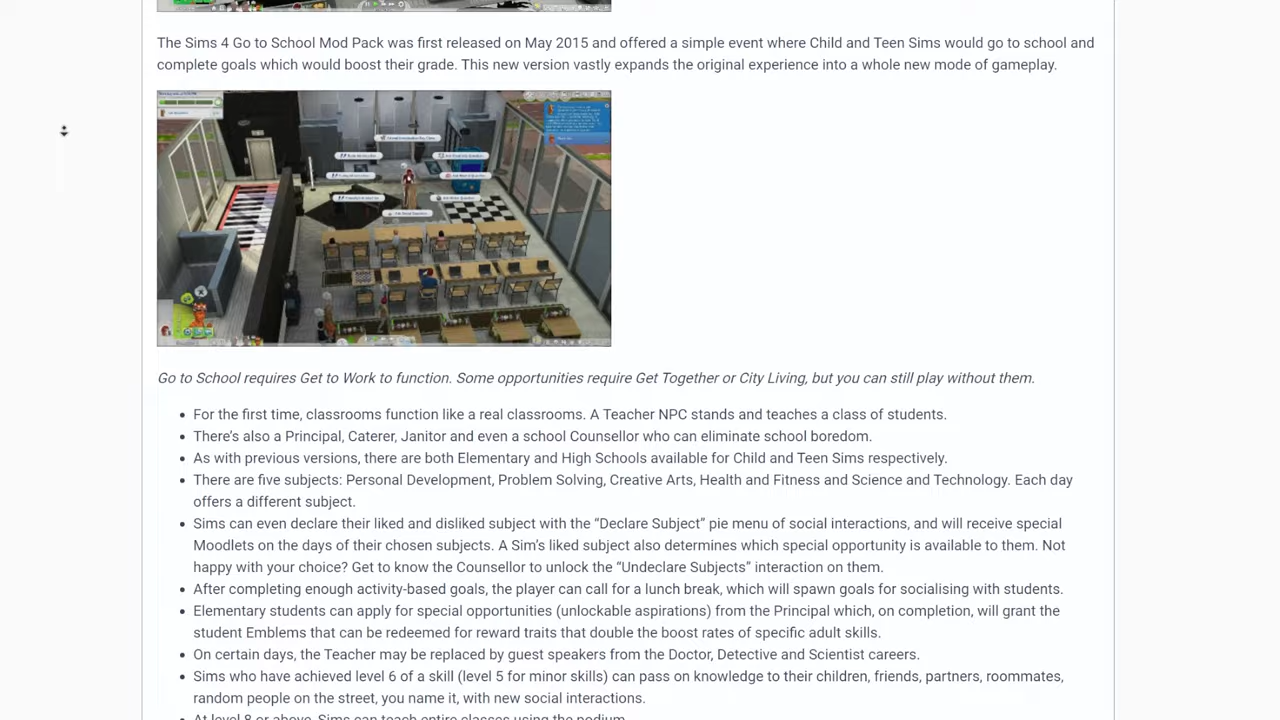 The Sims 4 Go to School Mod Pack was first released on May 2015 and offered a simple event where Child and Teen Sims would go to school and
complete goals which would boost their grade. This new version vastly expands the original experience into a whole new mode of gameplay.
Go to School requires Get to Work to function. Some opportunities require Get Together or City Living, but you can still play without them.
• For the first time, classrooms function like a real classrooms. A Teacher NPC stands and teaches a class of students.
• There's also a Principal, Caterer, Janitor and even a school Counsellor who can eliminate school boredom.
• As with previous versions, there are both Elementary and High Schools available for Child and Teen Sims respectively.
• There are five subjects: Personal Development, Problem Solving, Creative Arts, Health and Fitness and Science and Technology. Each day
offers a different subject.
• Sims can even declare their liked and disliked subject with the “Declare Subject” pie menu of social interactions, and will receive special
Moodlets on the days of their chosen subjects. A Sim's liked subject also determines which special opportunity is available to them. Not
happy with your choice? Get to know the Counsellor to unlock the “Undeclare Subjects” interaction on them.
• After completing enough activity-based goals, the player can call for a lunch break, which will spawn goals for socialising with students.
• Elementary students can apply for special opportunities (unlockable aspirations) from the Principal which, on completion, will grant the
student Emblems that can be redeemed for reward traits that double the boost rates of specific adult skills.
• On certain days, the Teacher may be replaced by guest speakers from the Doctor, Detective and Scientist careers.
• Sims who have achieved level 6 of a skill (level 5 for minor skills) can pass on knowledge to their children, friends, partners, roommates,
random people on the street, you name it, with new social interactions.
• At level 8 or above, Sims can teach entire classes using the podium.